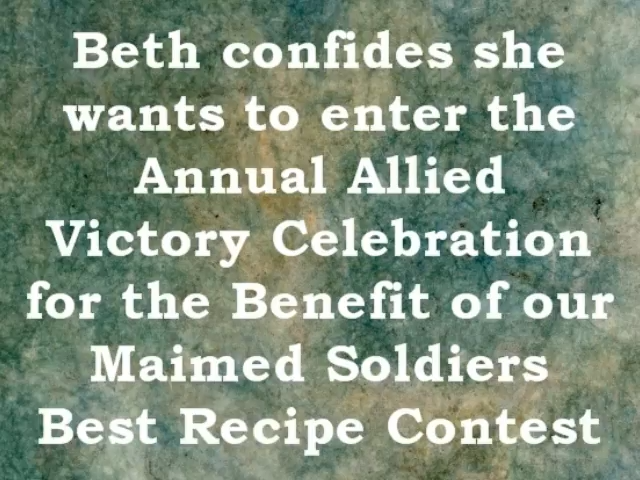 Beth confides she
wants to enter the
Annual Allied
Victory Celebration
for the Benefit of our
Maimed Soldiers
Best Recipe Contest